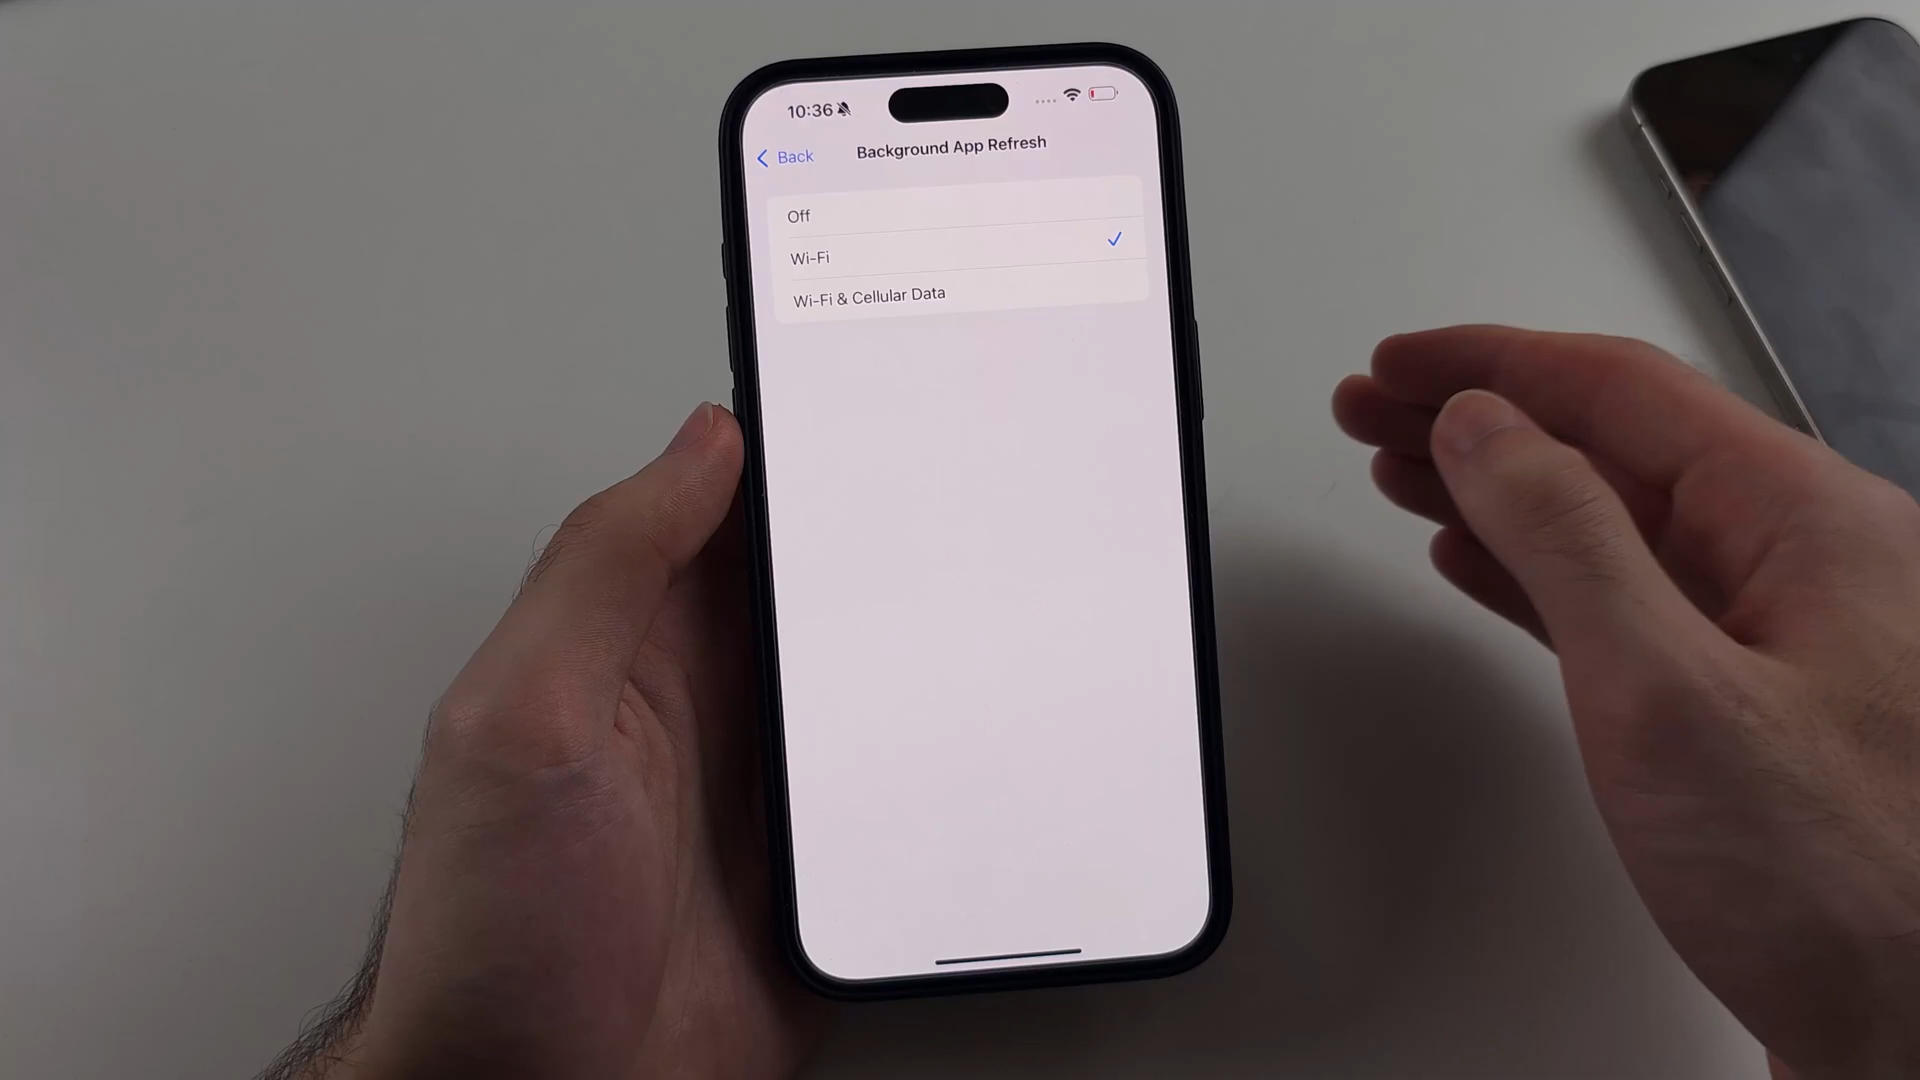 10:36
Back
Background App Refresh
Off
Wi-Fi
Wi-Fi & Cellular Data